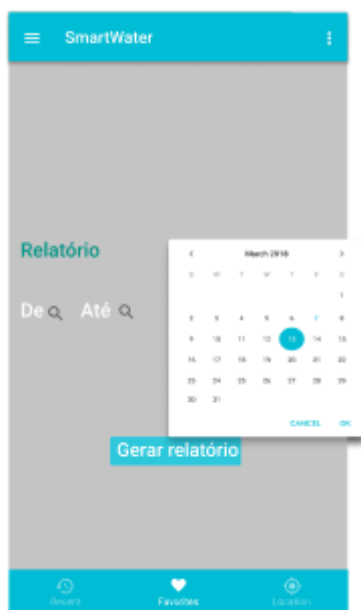 SmartWater
Relatório
De Até
March 2018
S M T W T F S
1
2 3 4 5 6 7 8
9 10 11 12 13 14 15
16 17 18 19 20 21 22
23 24 25 26 27 28 29
30 31
CANCEL OK
Gerar relatório
Recent Favorites Location